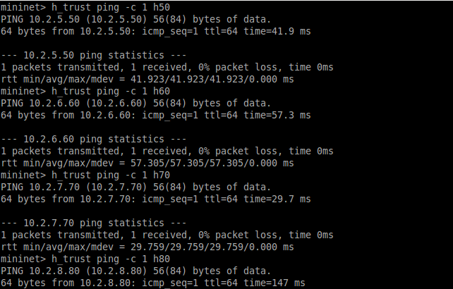 mininet> h_trust ping -c 1 h50
PING 10.2.5.50 (10.2.5.50) 56(84) bytes of data.
64 bytes from 10.2.5.50: icmp_seq=1 ttl=64 time=41.9 ms

--- 10.2.5.50 ping statistics ---
1 packets transmitted, 1 received, 0% packet loss, time 0ms
rtt min/avg/max/mdev = 41.923/41.923/41.923/0.000 ms
mininet> h_trust ping -c 1 h60
PING 10.2.6.60 (10.2.6.60) 56(84) bytes of data.
64 bytes from 10.2.6.60: icmp_seq=1 ttl=64 time=57.3 ms

--- 10.2.6.60 ping statistics ---
1 packets transmitted, 1 received, 0% packet loss, time 0ms
rtt min/avg/max/mdev = 57.305/57.305/57.305/0.000 ms
mininet> h_trust ping -c 1 h70
PING 10.2.7.70 (10.2.7.70) 56(84) bytes of data.
64 bytes from 10.2.7.70: icmp_seq=1 ttl=64 time=29.7 ms

--- 10.2.7.70 ping statistics ---
1 packets transmitted, 1 received, 0% packet loss, time 0ms
rtt min/avg/max/mdev = 29.759/29.759/29.759/0.000 ms
mininet> h_trust ping -c 1 h80
PING 10.2.8.80 (10.2.8.80) 56(84) bytes of data.
64 bytes from 10.2.8.80: icmp_seq=1 ttl=64 time=147 ms